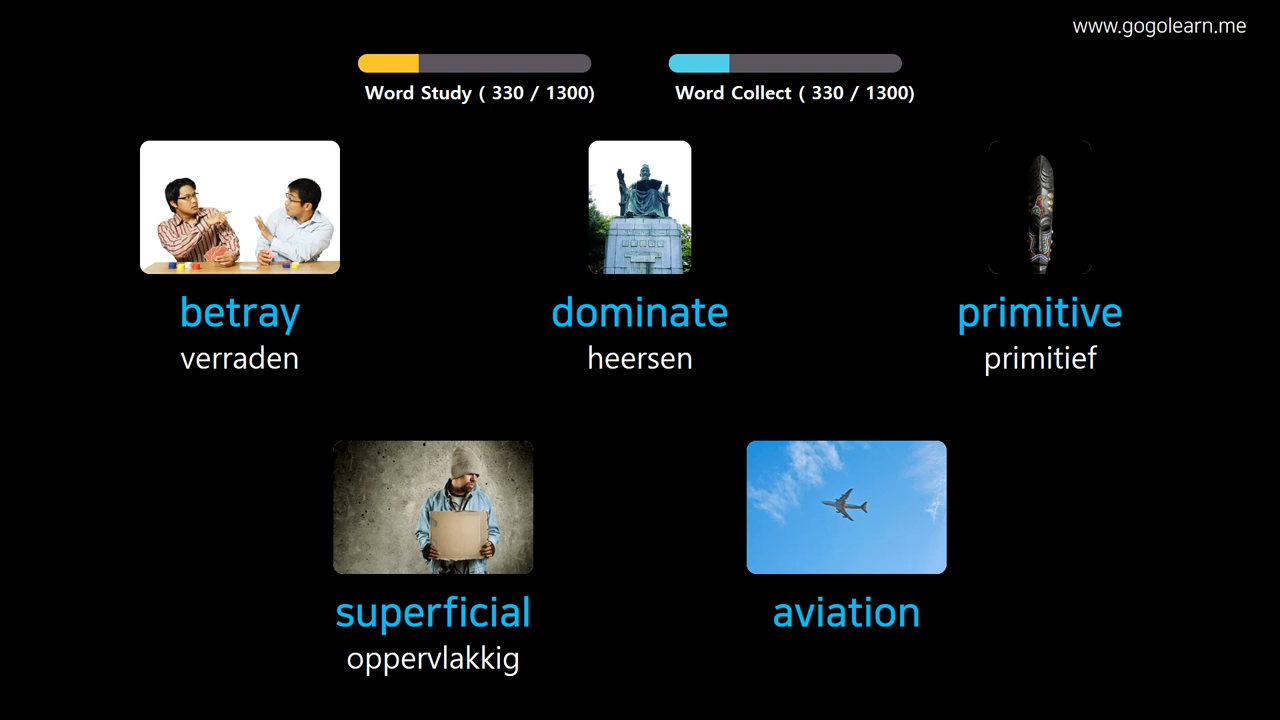 www.gogolearn.me
Word Study ( 330 / 1300)
Word Collect ( 330 / 1300)
betray
verraden
dominate
heersen
primitive
primitief
superficial
oppervlakkig
aviation